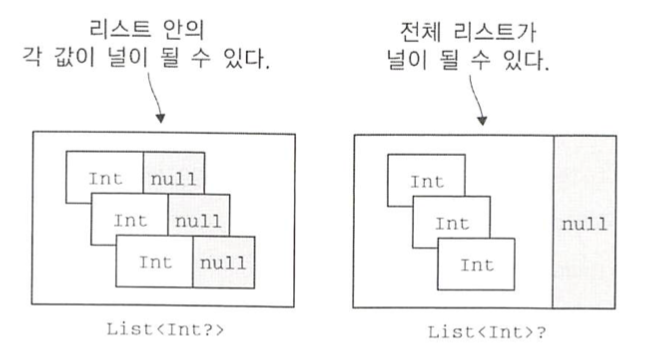 리스트 안의
각 값이 널이 될 수 있다.
Int null
Int null
Int null
List<Int?>
전체 리스트가
널이 될 수 있다.
Int
Int
Int
null
List<Int>?